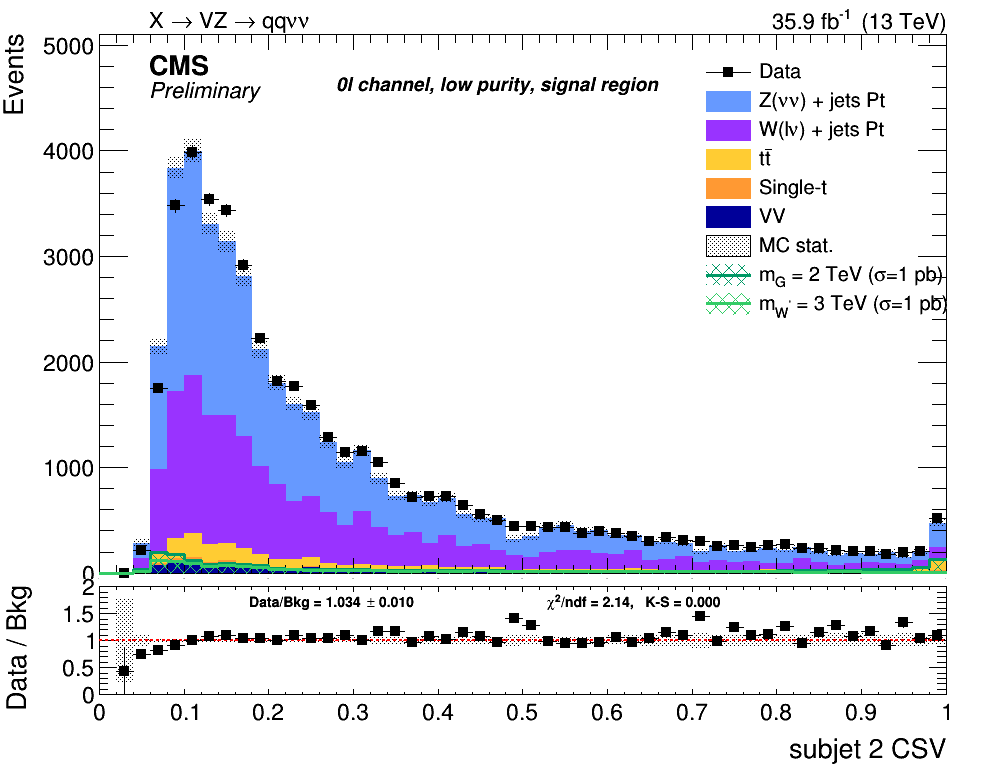 X → VZ → qqνν
35.9 fb⁻¹ (13 TeV)
Events
CMS
Preliminary
0l channel, low purity, signal region
Data
Z(νν) + jets Pt
W(lν) + jets Pt
tt̄
Single-t
VV
MC stat.
m_G = 2 TeV (σ=1 pb)
m_W' = 3 TeV (σ=1 pb)
5000
4000
3000
2000
1000
0
Data / Bkg
Data/Bkg = 1.034 ± 0.010
χ²/ndf = 2.14, K-S = 0.000
2
1.5
1
0.5
0
0 0.1 0.2 0.3 0.4 0.5 0.6 0.7 0.8 0.9 1
subjet 2 CSV